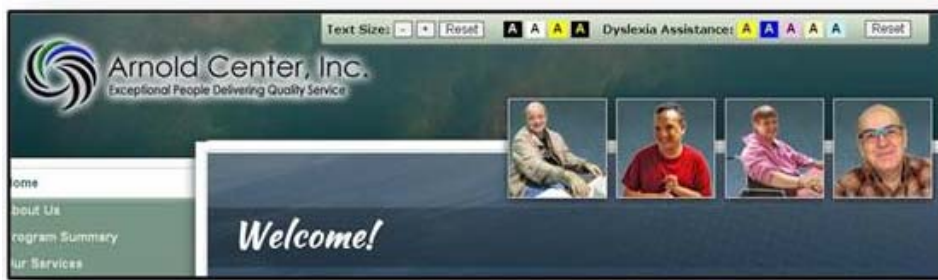 Text Size: - + Reset A A A A Dyslexia Assistance: A A A A A Reset
Arnold Center, Inc.
Exceptional People Delivering Quality Service
ome
bout Us
rogram Summary
ur Services
Welcome!